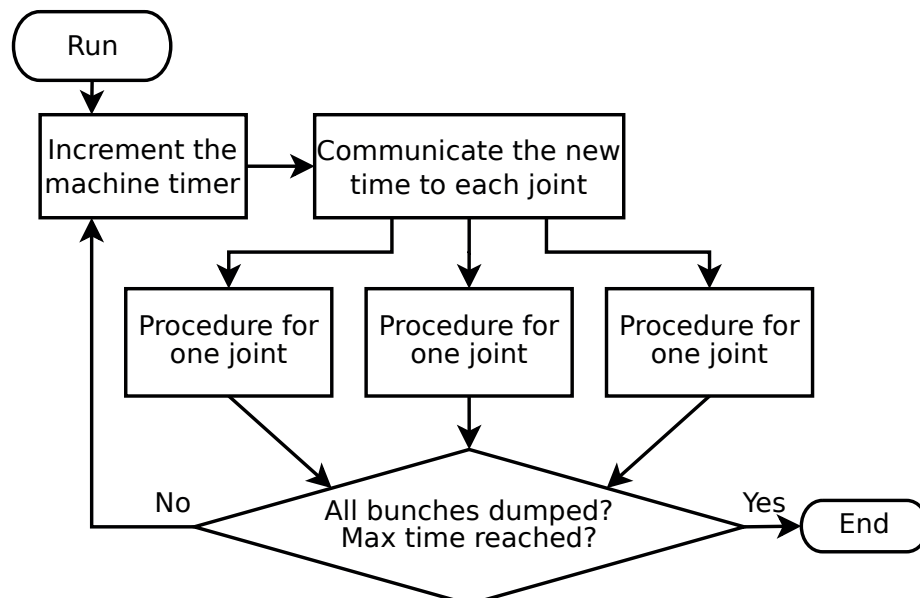 Run
Increment the
machine timer
Communicate the new
time to each joint
Procedure for
one joint
Procedure for
one joint
Procedure for
one joint
All bunches dumped?
Max time reached?
No
Yes
End